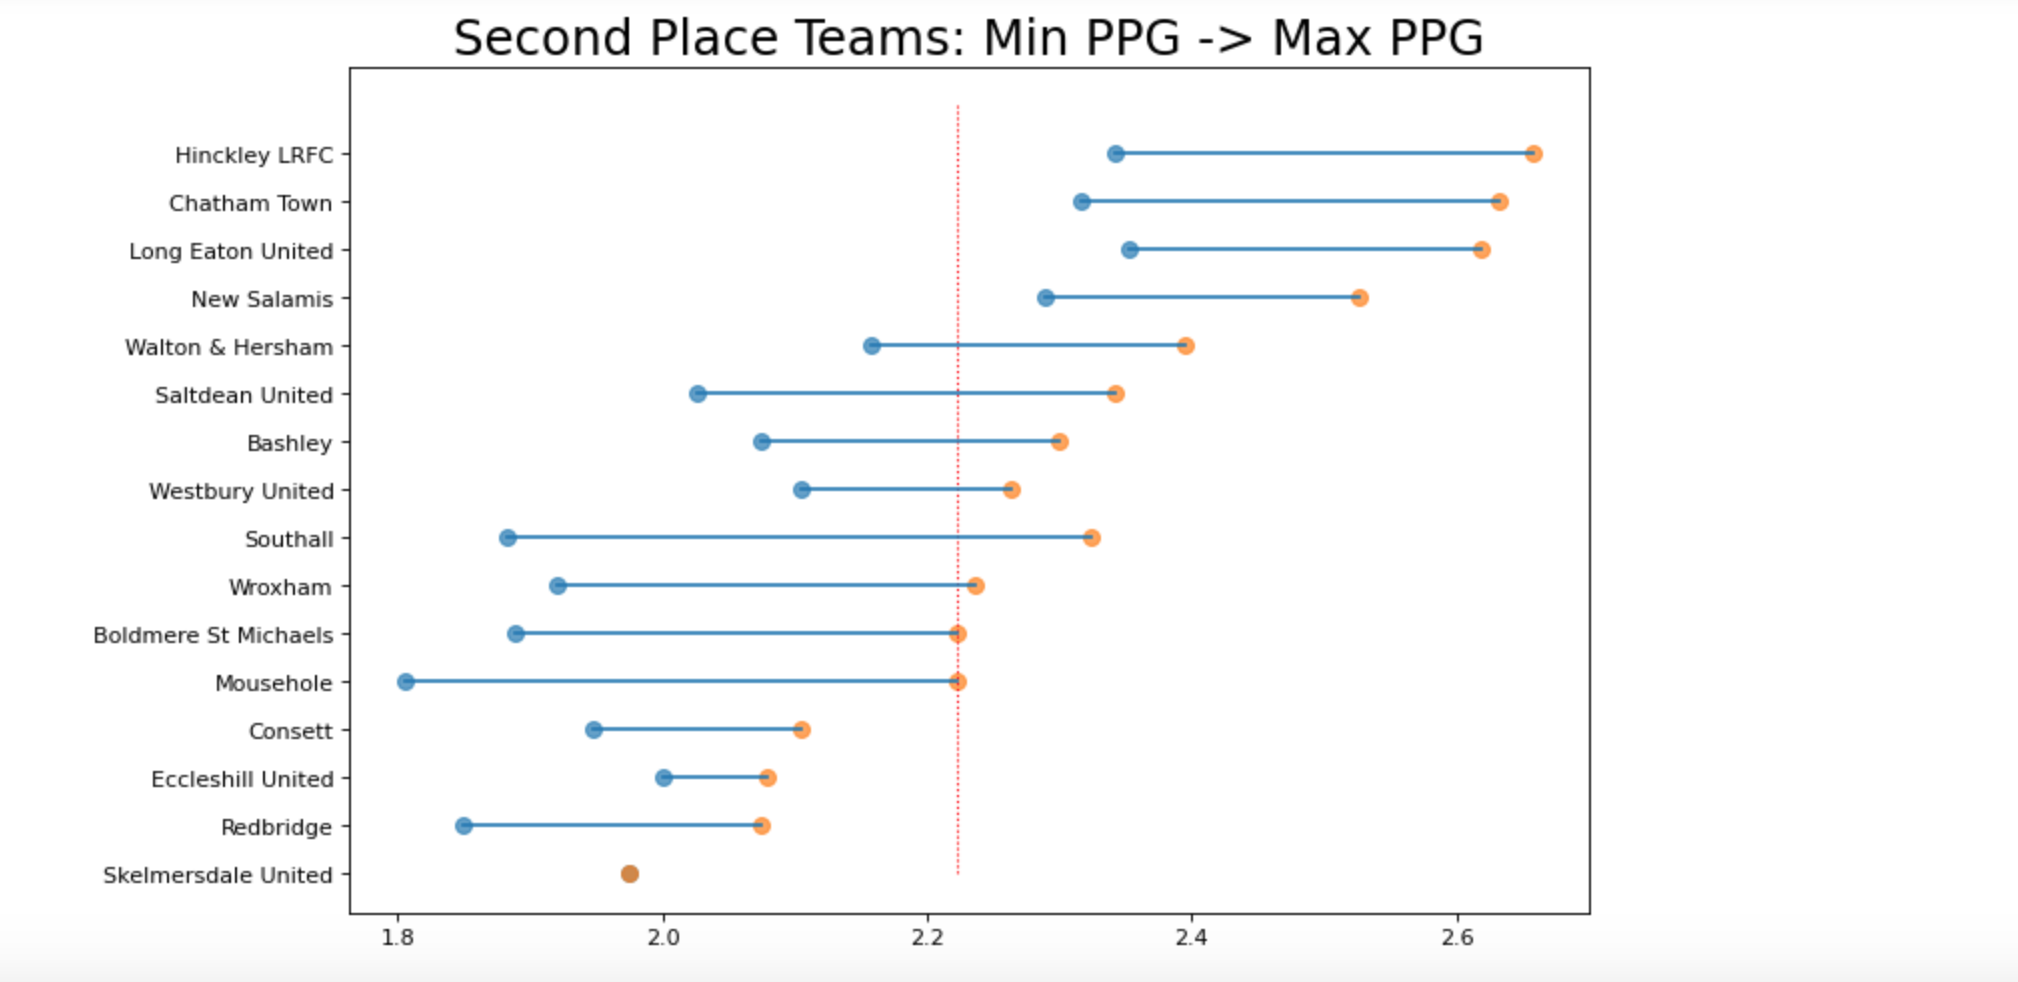 Second Place Teams: Min PPG -> Max PPG
Hinckley LRFC
Chatham Town
Long Eaton United
New Salamis
Walton & Hersham
Saltdean United
Bashley
Westbury United
Southall
Wroxham
Boldmere St Michaels
Mousehole
Consett
Eccleshill United
Redbridge
Skelmersdale United
1.8 2.0 2.2 2.4 2.6